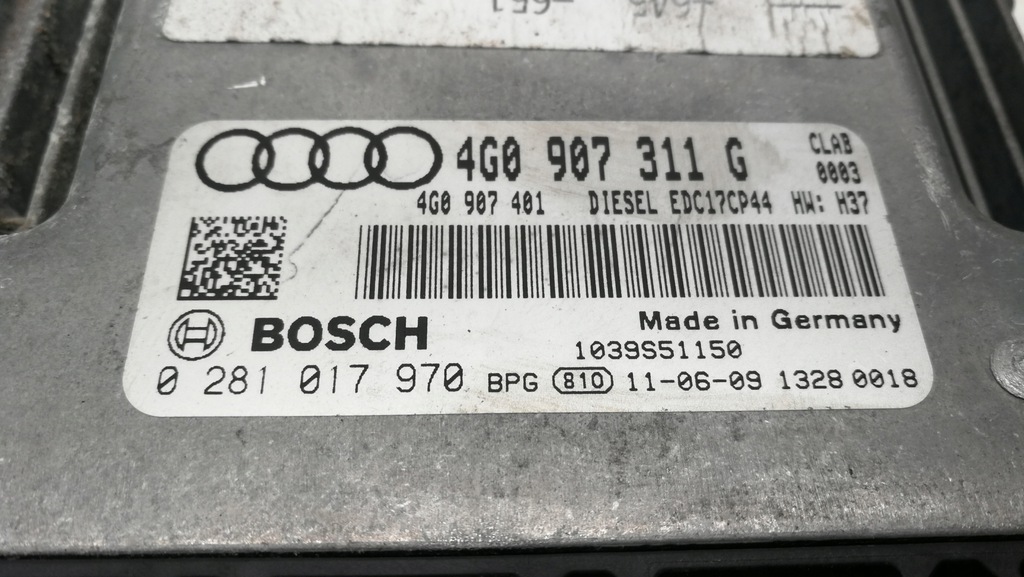 4G0 907 311 G CLAB 0003
4G0 907 401 DIESEL EDC17CP44 HW: H37
BOSCH
Made in Germany
1039S51150
0 281 017 970 BPG 810 11-06-09 1328 0018